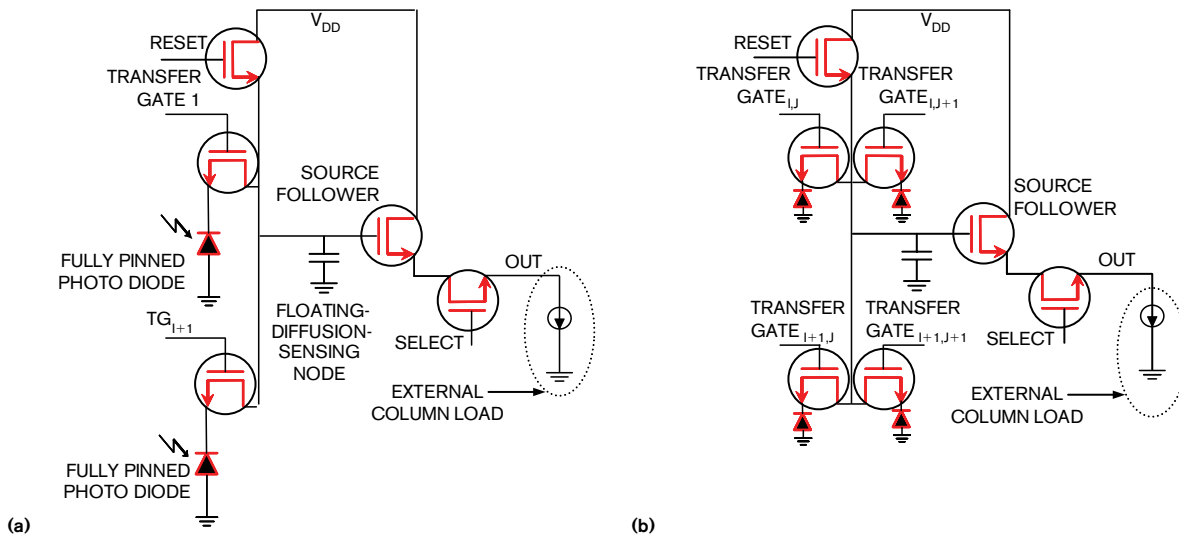 V_DD
RESET
TRANSFER
GATE 1
SOURCE
FOLLOWER
FULLY PINNED
PHOTO DIODE
OUT
TG_I+1
FLOATING-
DIFFUSION-
SENSING
NODE
SELECT
EXTERNAL
COLUMN LOAD
FULLY PINNED
PHOTO DIODE
(a)
V_DD
RESET
TRANSFER
GATE_I,J
TRANSFER
GATE_I,J+1
SOURCE
FOLLOWER
OUT
TRANSFER
GATE_I+1,J
TRANSFER
GATE_I+1,J+1
SELECT
EXTERNAL
COLUMN LOAD
(b)